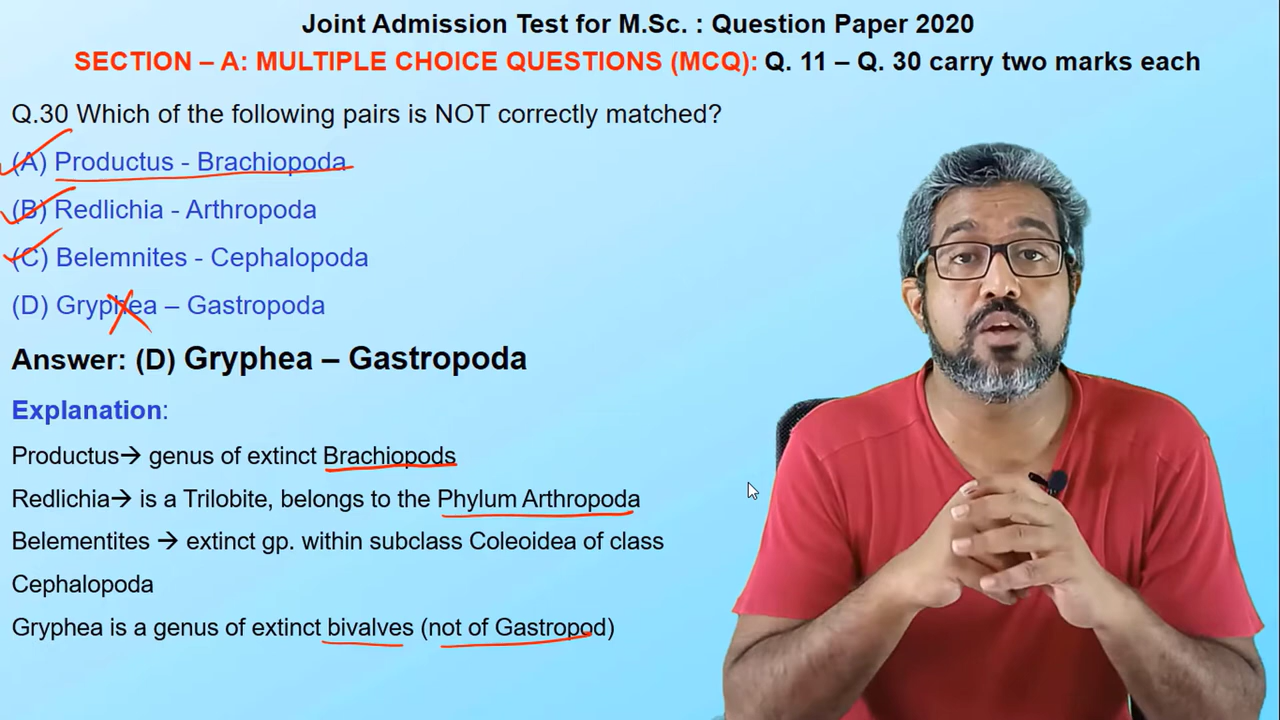 Joint Admission Test for M.Sc. : Question Paper 2020
SECTION – A: MULTIPLE CHOICE QUESTIONS (MCQ): Q. 11 – Q. 30 carry two marks each
Q.30 Which of the following pairs is NOT correctly matched?
(A) Productus - Brachiopoda
(B) Redlichia - Arthropoda
(C) Belemnites - Cephalopoda
(D) Gryphea – Gastropoda
Answer: (D) Gryphea – Gastropoda
Explanation:
Productus→ genus of extinct Brachiopods
Redlichia→ is a Trilobite, belongs to the Phylum Arthropoda
Belementites → extinct gp. within subclass Coleoidea of class
Cephalopoda
Gryphea is a genus of extinct bivalves (not of Gastropod)